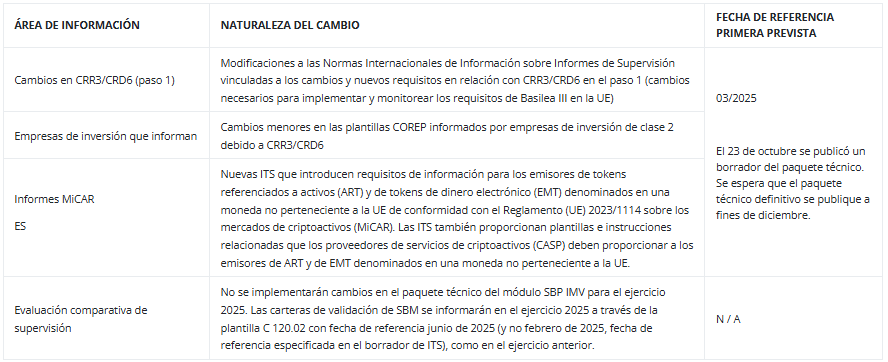 ÁREA DE INFORMACIÓN
NATURALEZA DEL CAMBIO
FECHA DE REFERENCIA
PRIMERA PREVISTA
Cambios en CRR3/CRD6 (paso 1)
Modificaciones a las Normas Internacionales de Información sobre Informes de Supervisión
vinculadas a los cambios y nuevos requisitos en relación con CRR3/CRD6 en el paso 1 (cambios
necesarios para implementar y monitorear los requisitos de Basilea III en la UE)
03/2025
Empresas de inversión que informan
Cambios menores en las plantillas COREP informados por empresas de inversión de clase 2
debido a CRR3/CRD6
El 23 de octubre se publicó un
borrador del paquete técnico.
Se espera que el paquete
técnico definitivo se publique a
fines de diciembre.
Informes MiCAR
ES
Nuevas ITS que introducen requisitos de información para los emisores de tokens
referenciados a activos (ART) y de tokens de dinero electrónico (EMT) denominados en una
moneda no perteneciente a la UE de conformidad con el Reglamento (UE) 2023/1114 sobre los
mercados de criptoactivos (MiCAR). Las ITS también proporcionan plantillas e instrucciones
relacionadas que los proveedores de servicios de criptoactivos (CASP) deben proporcionar a los
emisores de ART y de EMT denominados en una moneda no perteneciente a la UE.
Evaluación comparativa de
supervisión
No se implementarán cambios en el paquete técnico del módulo SBP IMV para el ejercicio
2025. Las carteras de validación de SBM se informarán en el ejercicio 2025 a través de la
plantilla C 120.02 con fecha de referencia junio de 2025 (y no febrero de 2025, fecha de
referencia especificada en el borrador de ITS), como en el ejercicio anterior.
N / A